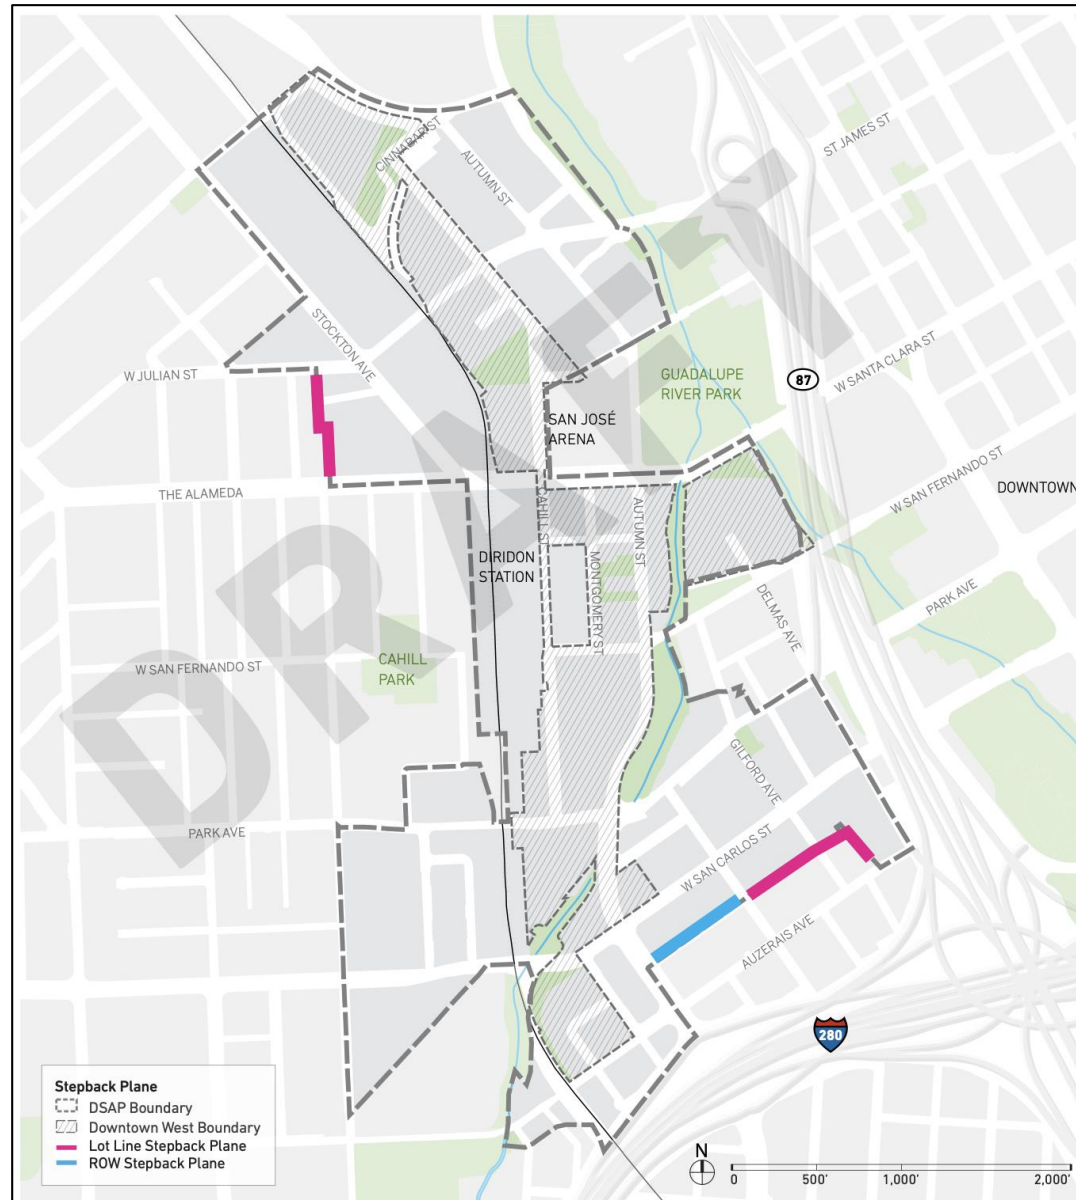 ST JAMES ST
CINNABAR ST
AUTUMN ST
STOCKTON AVE
W JULIAN ST
GUADALUPE
RIVER PARK
87
W SANTA CLARA ST
SAN JOSÉ
ARENA
W SAN FERNANDO ST
DOWNTOWN
THE ALAMEDA
CAHILL ST
AUTUMN ST
DIRIDON
STATION
MONTGOMERY ST
DELMAS AVE
PARK AVE
W SAN FERNANDO ST
CAHILL
PARK
DRAFT
GILFORD AVE
PARK AVE
W SAN CARLOS ST
AUZERAIS AVE
280
Stepback Plane
DSAP Boundary
Downtown West Boundary
Lot Line Stepback Plane
ROW Stepback Plane
N
0 500' 1,000' 2,000'